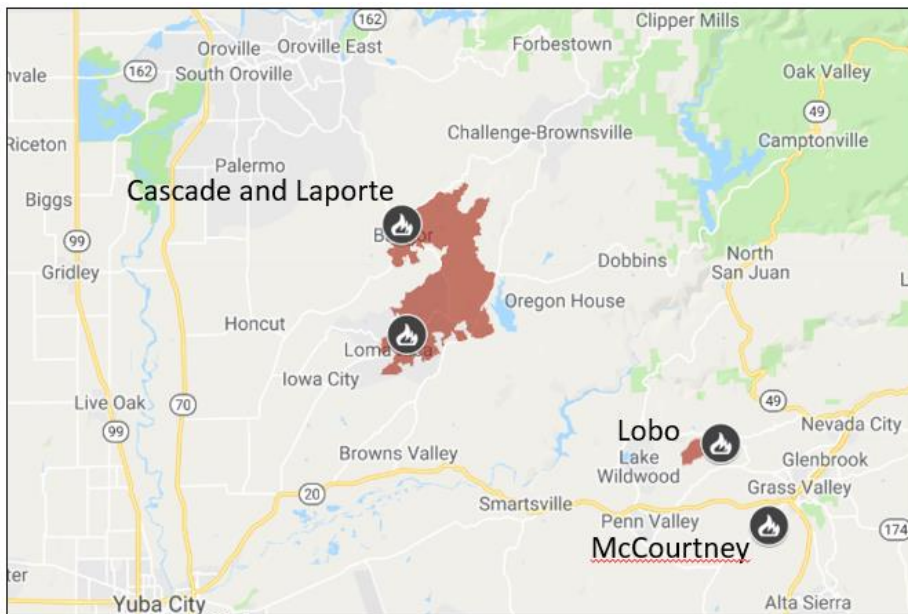 162
Clipper Mills
Oroville
Oroville East
Forbestown
162
South Oroville
Oak Valley
49
Challenge-Brownsville
Camptonville
Riceton
Palermo
Cascade and Laporte
Biggs
99
North
San Juan
Dobbins
Gridley
Oregon House
Honcut
Loma
Iowa City
Live Oak
70
49
99
Nevada City
Lobo
Browns Valley
Lake
Wildwood
Glenbrook
20
Grass Valley
Smartsville
Penn Valley
174
McCourtney
Yuba City
Alta Sierra